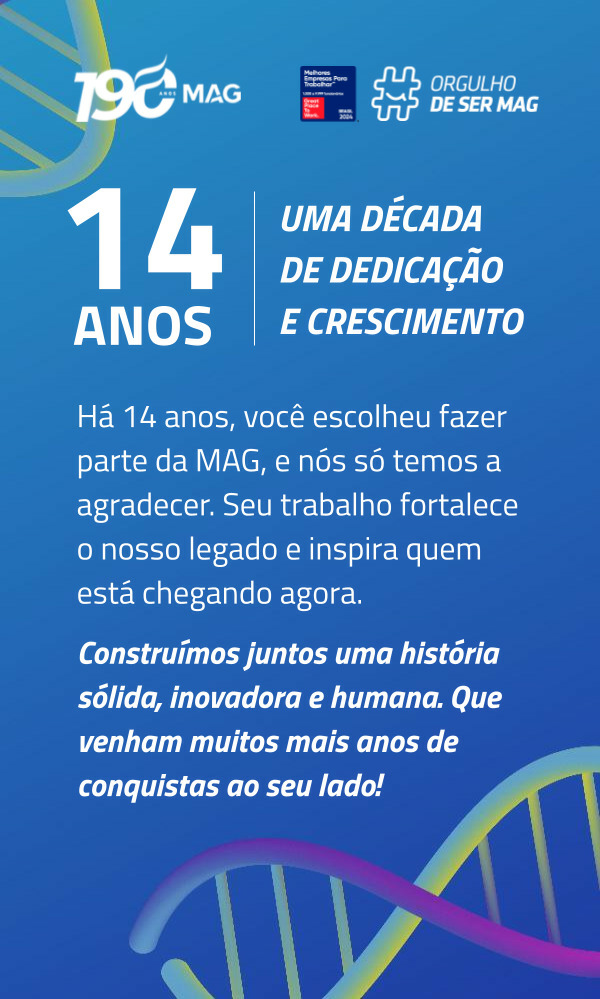 190 ANOS MAG
Melhores
Empresas Para
Trabalhar
Great
Place
To
Work.
BRASIL
2024
ORGULHO
DE SER MAG
14
ANOS
UMA DÉCADA
DE DEDICAÇÃO
E CRESCIMENTO
Há 14 anos, você escolheu fazer
parte da MAG, e nós só temos a
agradecer. Seu trabalho fortalece
o nosso legado e inspira quem
está chegando agora.
Construímos juntos uma história
sólida, inovadora e humana. Que
venham muitos mais anos de
conquistas ao seu lado!